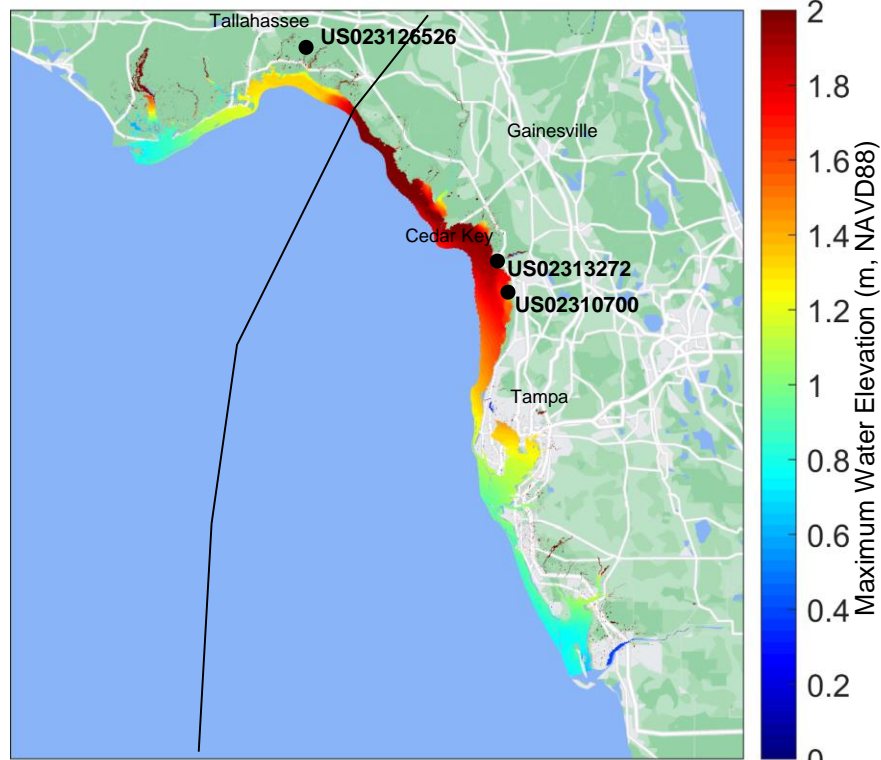 Tallahassee
US023126526
Gainesville
Cedar Key
US02313272
US02310700
Tampa
2
1.8
1.6
1.4
1.2
1
0.8
0.6
0.4
0.2
0
Maximum Water Elevation (m, NAVD88)